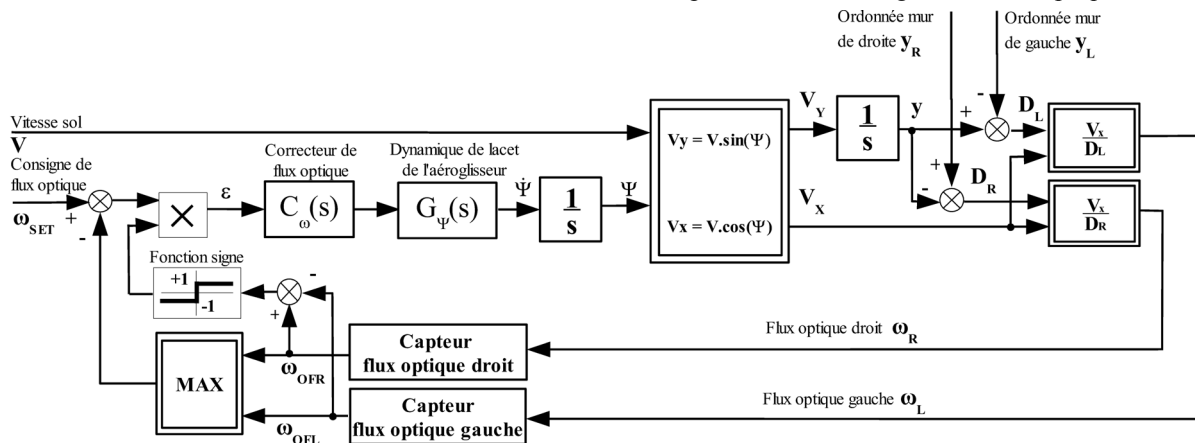 Ordonnée mur
de droite y_R
Ordonnée mur
de gauche y_L
Vitesse sol
V
Consigne de
flux optique
ω_SET
+
-
×
ε
Correcteur de
flux optique
C_ω(s)
Dynamique de lacet
de l'aéroglisseur
G_Ψ(s)
Ψ̇
1
s
Ψ
Vy = V.sin(Ψ)
Vx = V.cos(Ψ)
V_Y
1
s
y
V_X
+
-
D_L
+
-
D_R
V_x
D_L
V_x
D_R
Fonction signe
+1
-1
-
+
MAX
ω_OFR
ω_OFL
Capteur
flux optique droit
Capteur
flux optique gauche
Flux optique droit ω_R
Flux optique gauche ω_L